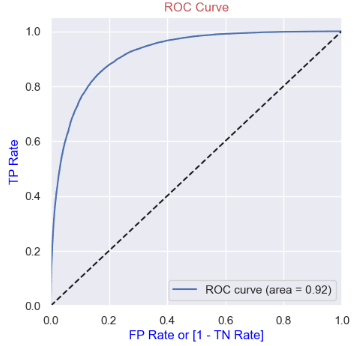 ROC Curve
TP Rate
1.0
0.8
0.6
0.4
0.2
0.0
ROC curve (area = 0.92)
0.0 0.2 0.4 0.6 0.8 1.0
FP Rate or [1 - TN Rate]